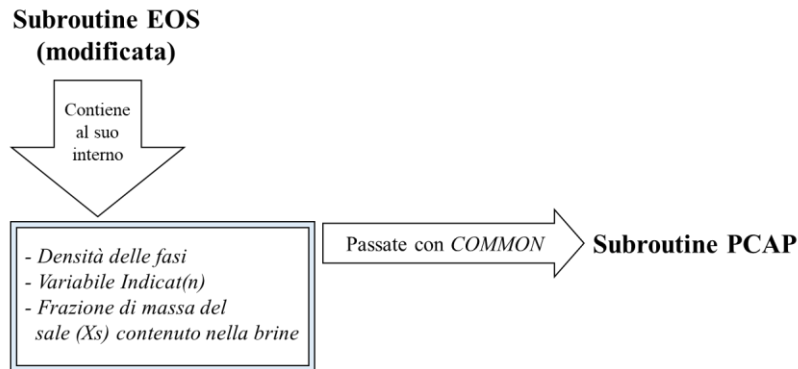 Subroutine EOS
(modificata)
Contiene
al suo
interno
- Densità delle fasi
- Variabile Indicat(n)
- Frazione di massa del
sale (Xs) contenuto nella brine
Passate con COMMON
Subroutine PCAP